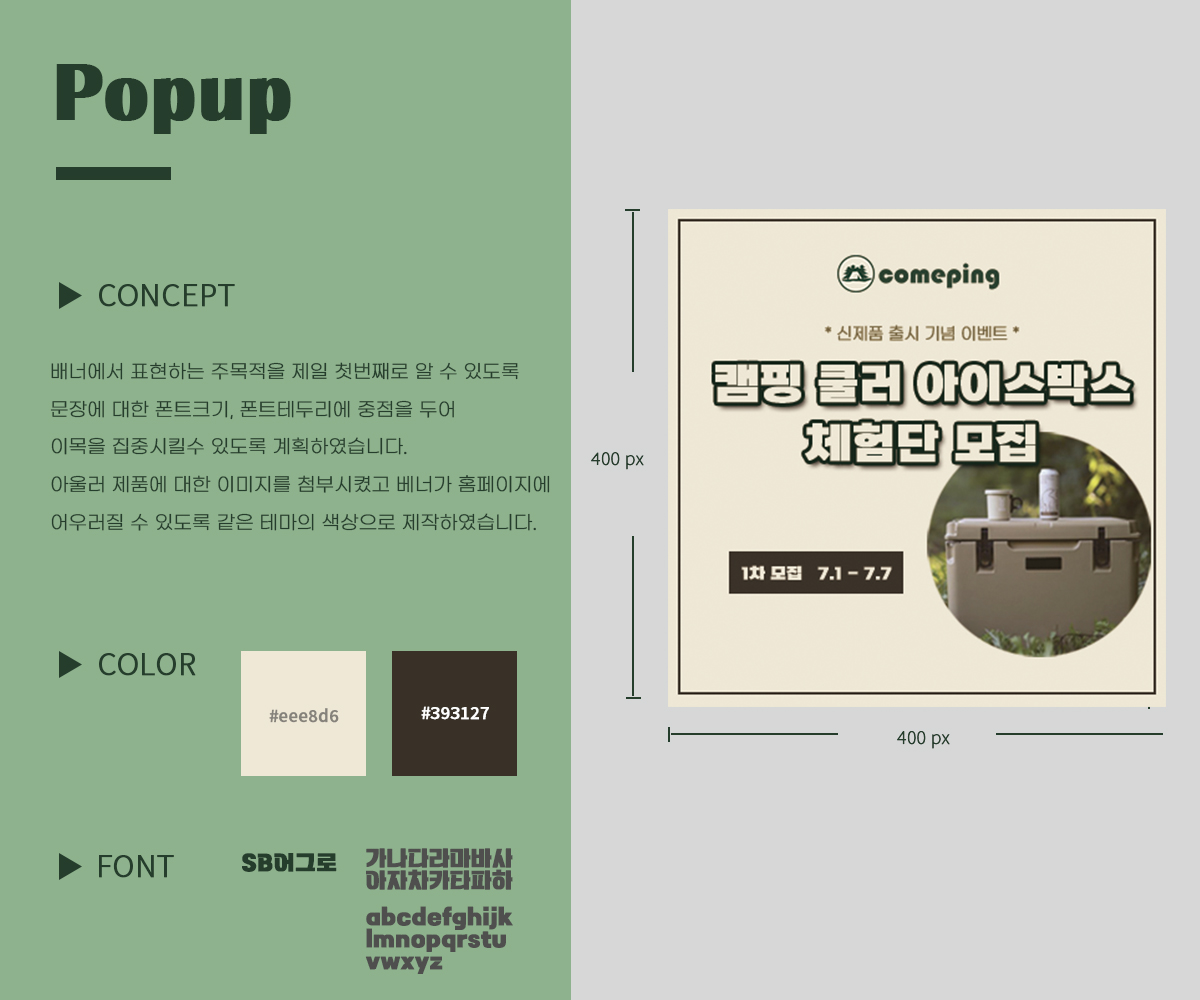 Popup
CONCEPT
배너에서 표현하는 주목적을 제일 첫번째로 알 수 있도록
문장에 대한 폰트크기, 폰트테두리에 중점을 두어
이목을 집중시킬수 있도록 계획하였습니다.
아울러 제품에 대한 이미지를 첨부시켰고 베너가 홈페이지에
어우러질 수 있도록 같은 테마의 색상으로 제작하였습니다.
COLOR
#eee8d6
#393127
FONT
SB어그로
가나다라마바사
아자차카타파하
abcdefghijk
lmnopqrstu
vwxyz
400 px
comeping
* 신제품 출시 기념 이벤트 *
캠핑 쿨러 아이스박스
체험단 모집
1차 모집 7.1 - 7.7
400 px